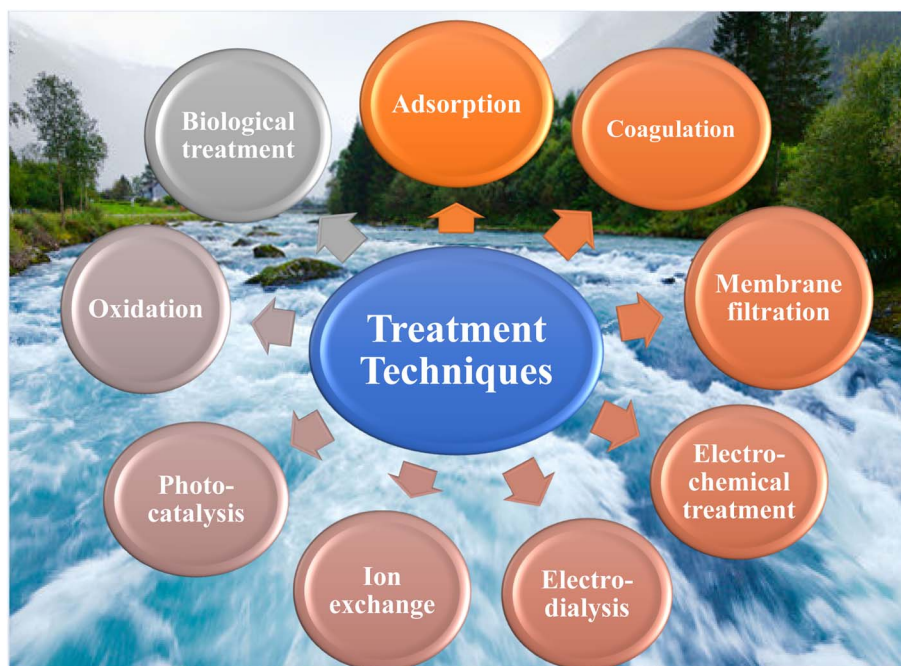 Treatment
Techniques
Adsorption
Coagulation
Membrane
filtration
Electro-
chemical
treatment
Electro-
dialysis
Ion
exchange
Photo-
catalysis
Oxidation
Biological
treatment